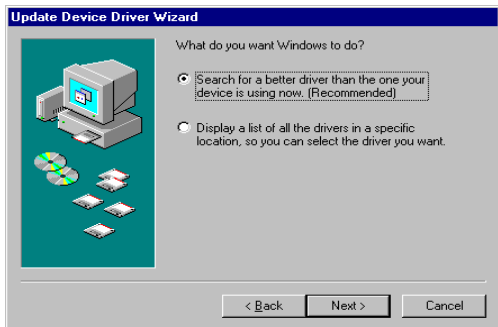 Update Device Driver Wizard
What do you want Windows to do?
Search for a better driver than the one your
device is using now. (Recommended)
Display a list of all the drivers in a specific
location, so you can select the driver you want.
< Back Next > Cancel